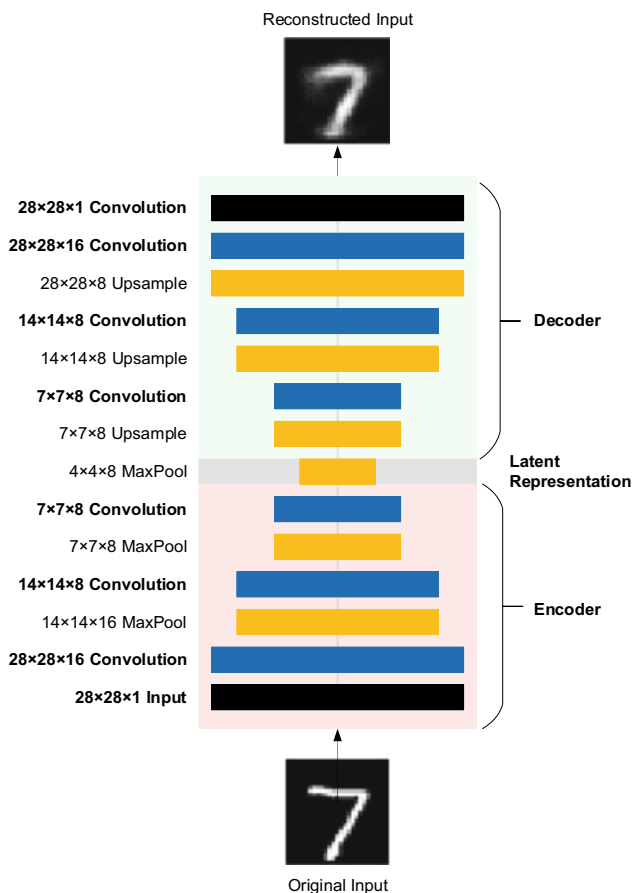 Reconstructed Input
28×28×1 Convolution
28×28×16 Convolution
28×28×8 Upsample
14×14×8 Convolution
14×14×8 Upsample
7×7×8 Convolution
7×7×8 Upsample
4×4×8 MaxPool
7×7×8 Convolution
7×7×8 MaxPool
14×14×8 Convolution
14×14×16 MaxPool
28×28×16 Convolution
28×28×1 Input
Decoder
Latent
Representation
Encoder
7
7
Original Input